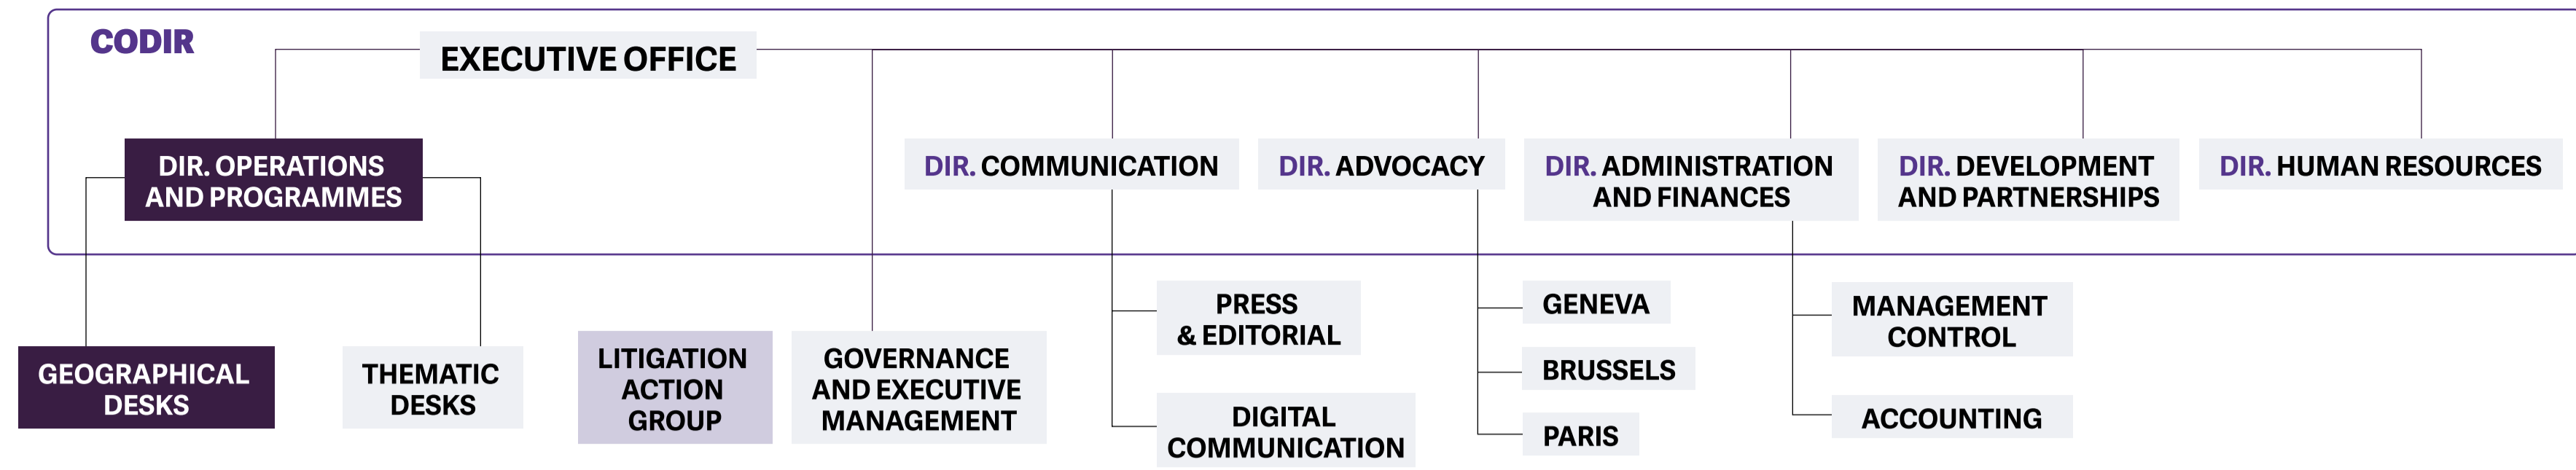 CODIR
EXECUTIVE OFFICE
DIR. OPERATIONS
AND PROGRAMMES
DIR. COMMUNICATION
DIR. ADVOCACY
DIR. ADMINISTRATION
AND FINANCES
DIR. DEVELOPMENT
AND PARTNERSHIPS
DIR. HUMAN RESOURCES
GEOGRAPHICAL
DESKS
THEMATIC
DESKS
LITIGATION
ACTION
GROUP
GOVERNANCE
AND EXECUTIVE
MANAGEMENT
PRESS
& EDITORIAL
DIGITAL
COMMUNICATION
GENEVA
BRUSSELS
PARIS
MANAGEMENT
CONTROL
ACCOUNTING